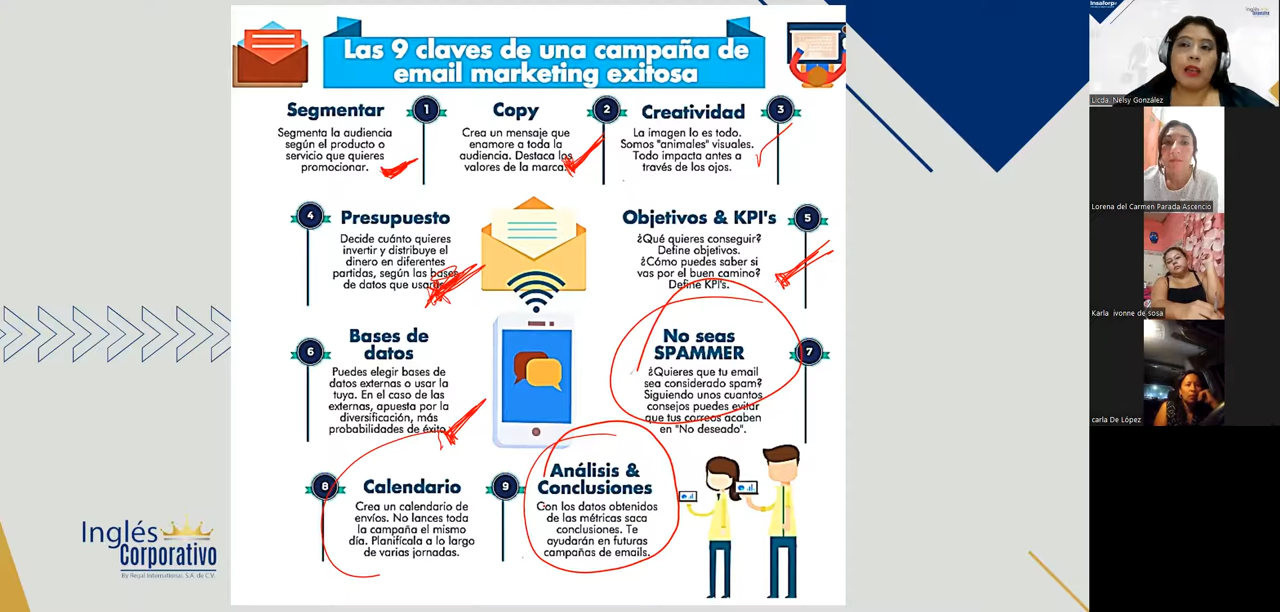 Las 9 claves de una campaña de
email marketing exitosa
Segmentar
1
Segmenta la audiencia
según el producto o
servicio que quieres
promocionar.
Copy
2
Crea un mensaje que
enamore a toda la
audiencia. Destaca los
valores de la marca.
Creatividad
3
La imagen lo es todo.
Somos "animales" visuales.
Todo impacta antes a
través de los ojos.
4
Presupuesto
Decide cuánto quieres
invertir y distribuye el
dinero en diferentes
partidas, según las bases
de datos que usarás.
Objetivos & KPI's
5
¿Qué quieres conseguir?
Define objetivos.
¿Cómo puedes saber si
vas por el buen camino?
Define KPI's.
6
Bases de
datos
Puedes elegir bases de
datos externas o usar la
tuya. En el caso de las
externas, apuesta por la
diversificación, más
probabilidades de éxito.
No seas
SPAMMER
7
¿Quieres que tu email
sea considerado spam?
Siguiendo unos cuantos
consejos puedes evitar
que tus correos acaben
en "No deseado".
8
Calendario
Crea un calendario de
envíos. No lances toda
la campaña el mismo
día. Planifícala a lo largo
de varias jornadas.
9
Análisis &
Conclusiones
Con los datos obtenidos
de las métricas saca
conclusiones. Te
ayudarán en futuras
campañas de emails.
Inglés
Corporativo
By Regal International, S.A. de C.V.
Insaforp
Licda. Nelsy González
Lorena del Carmen Parada Ascencio
Karla ivonne de sosa
carla De López